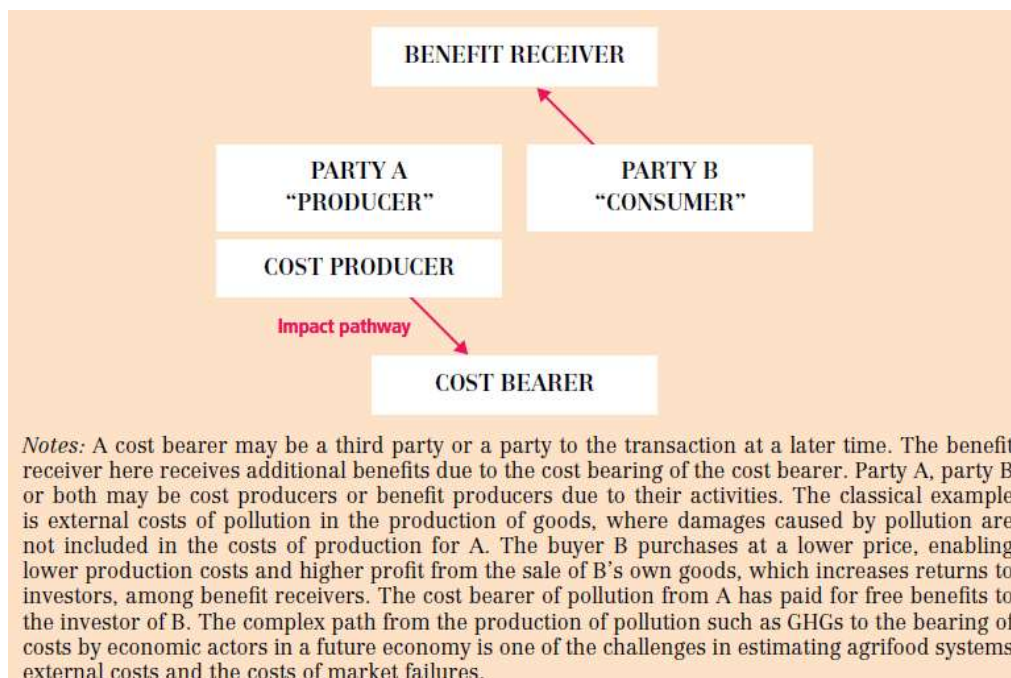 BENEFIT RECEIVER
PARTY A
“PRODUCER”
PARTY B
“CONSUMER”
COST PRODUCER
Impact pathway
COST BEARER
Notes: A cost bearer may be a third party or a party to the transaction at a later time. The benefit
receiver here receives additional benefits due to the cost bearing of the cost bearer. Party A, party B
or both may be cost producers or benefit producers due to their activities. The classical example
is external costs of pollution in the production of goods, where damages caused by pollution are
not included in the costs of production for A. The buyer B purchases at a lower price, enabling
lower production costs and higher profit from the sale of B’s own goods, which increases returns to
investors, among benefit receivers. The cost bearer of pollution from A has paid for free benefits to
the investor of B. The complex path from the production of pollution such as GHGs to the bearing of
costs by economic actors in a future economy is one of the challenges in estimating agrifood systems
external costs and the costs of market failures.